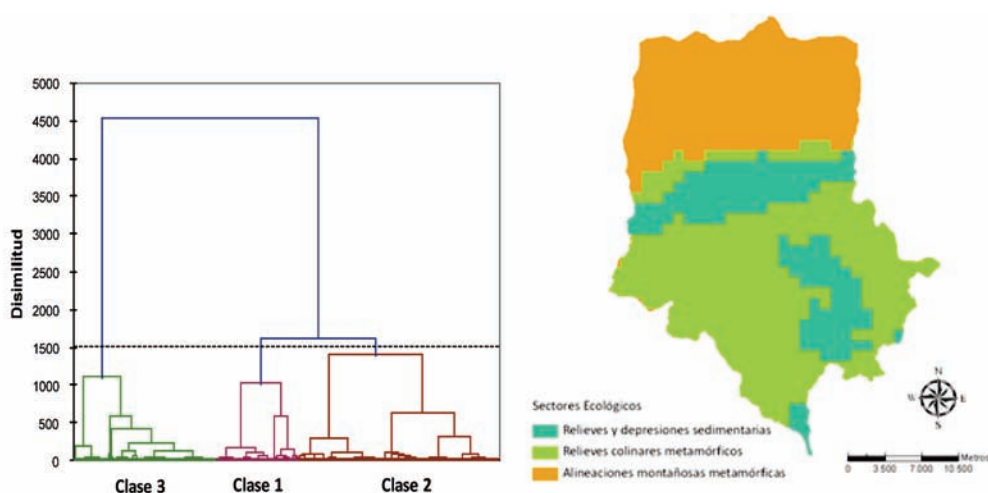 Disimilitud
5000
4500
4000
3500
3000
2500
2000
1500
1000
500
0
Clase 3
Clase 1
Clase 2
Sectores Ecológicos
Relieves y depresiones sedimentarias
Relieves colinares metamórficos
Alineaciones montañosas metamórficas
N
W E
S
Metros
0 3 500 7 000 10 500